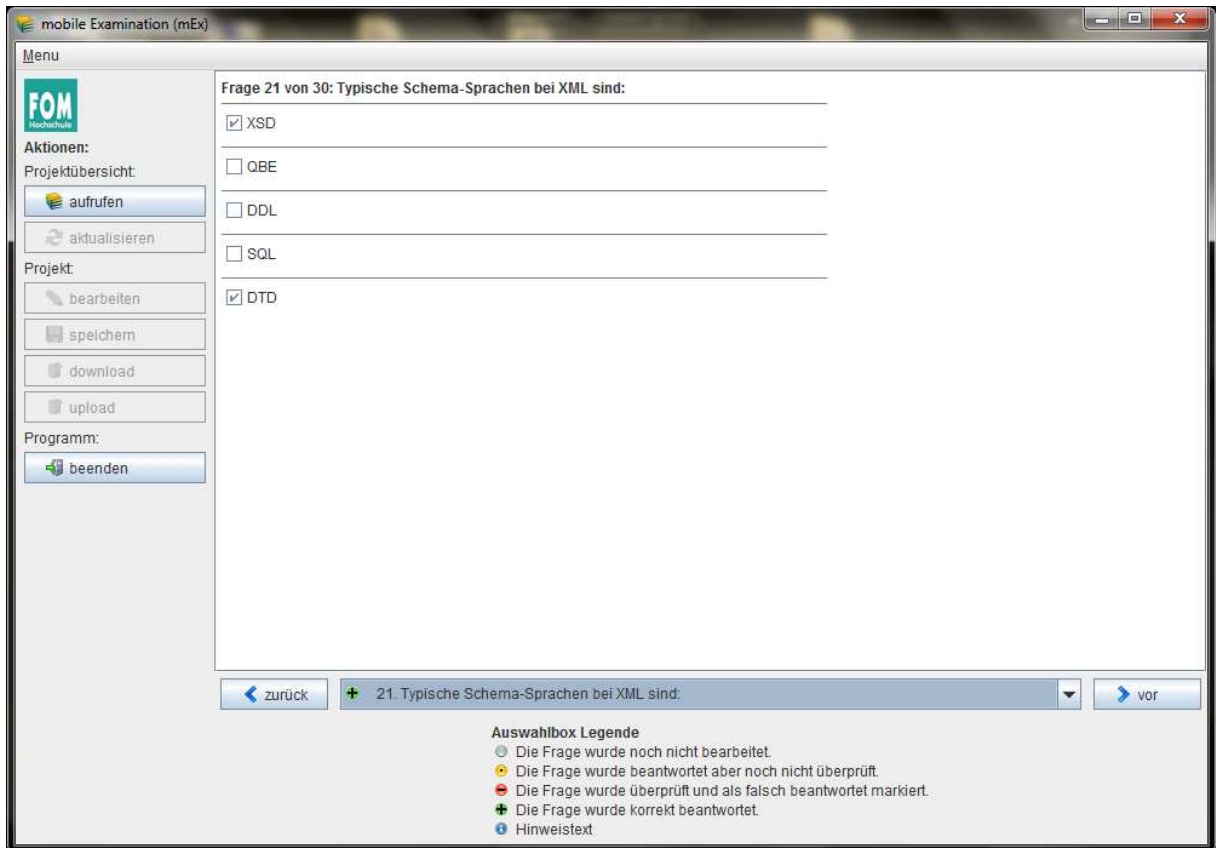 mobile Examination (mEx)
Menu
FOM
Hochschule
Aktionen:
Projektübersicht:
aufrufen
aktualisieren
Projekt:
bearbeiten
speichern
download
upload
Programm:
beenden
Frage 21 von 30: Typische Schema-Sprachen bei XML sind:
XSD
QBE
DDL
SQL
DTD
zurück
21. Typische Schema-Sprachen bei XML sind:
vor
Auswahlbox Legende
Die Frage wurde noch nicht bearbeitet.
Die Frage wurde beantwortet aber noch nicht überprüft.
Die Frage wurde überprüft und als falsch beantwortet markiert.
Die Frage wurde korrekt beantwortet.
Hinweistext